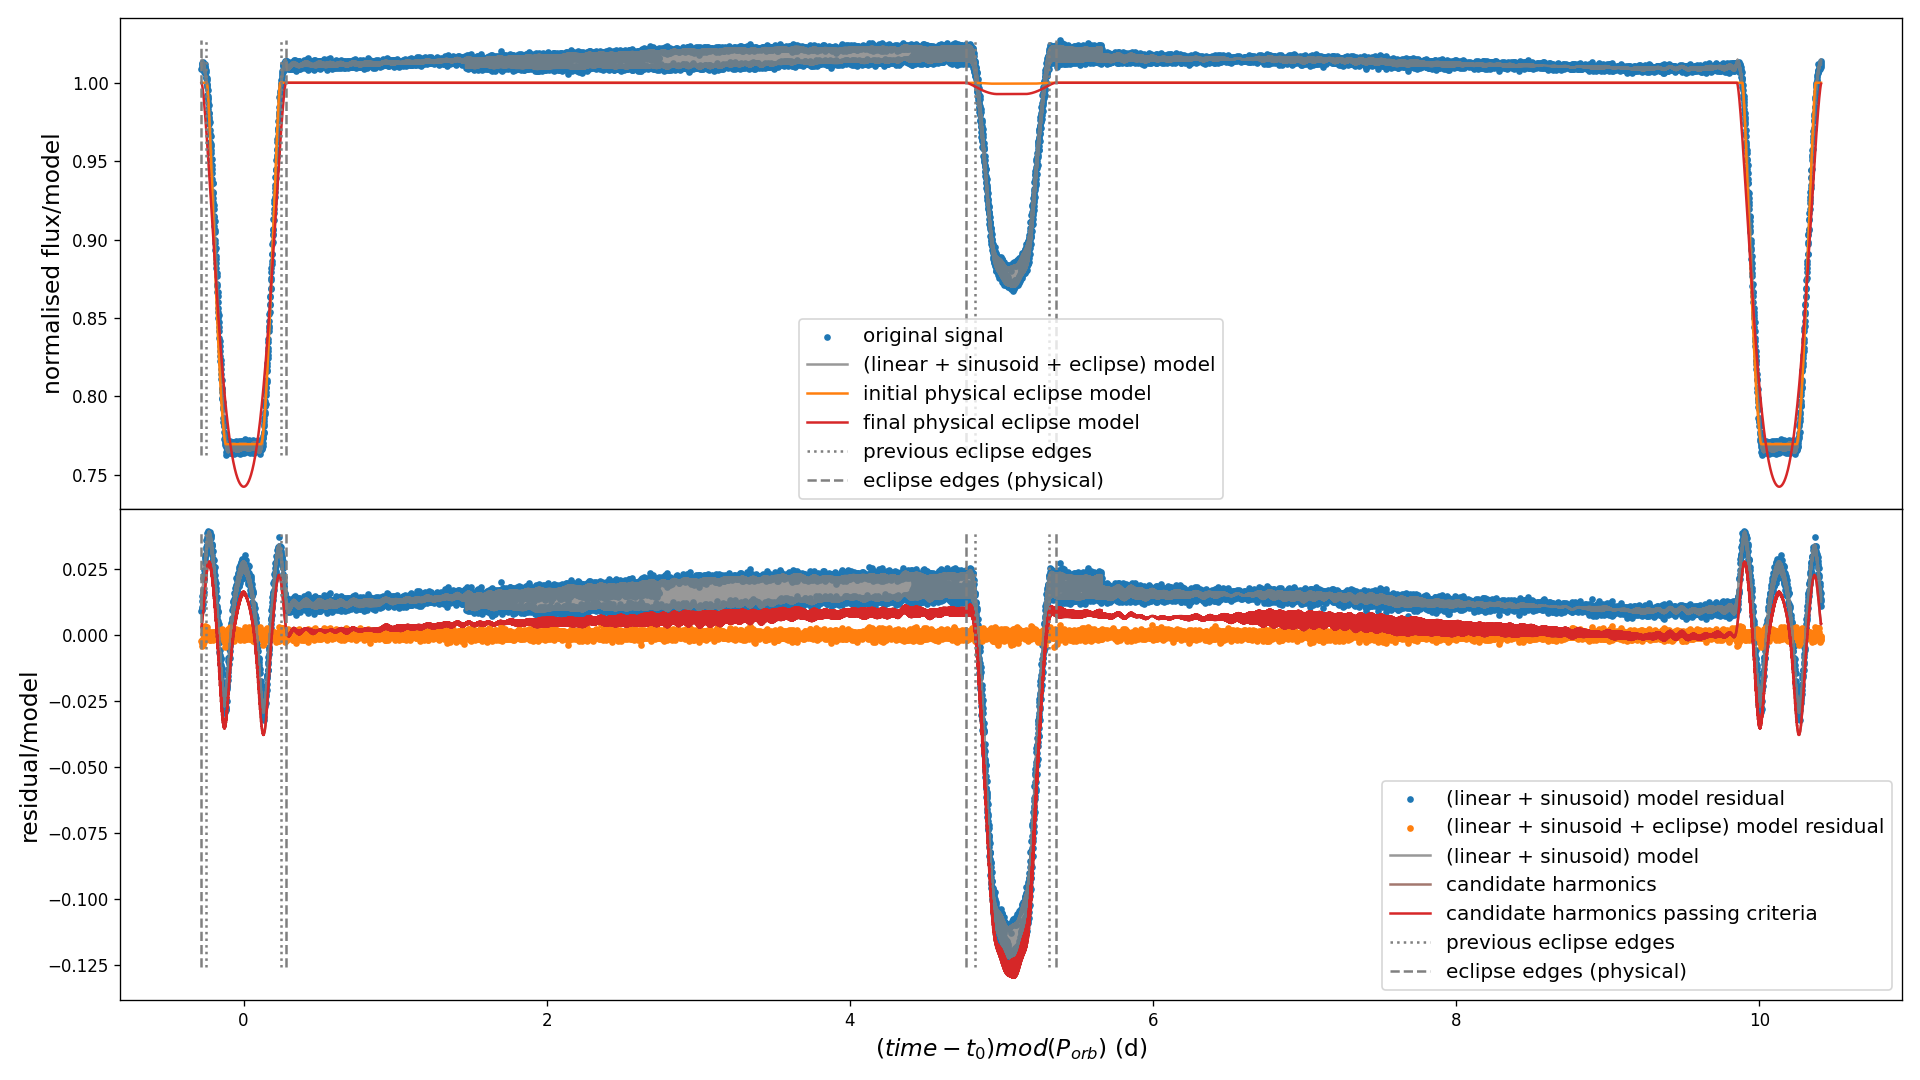 normalised flux/model
1.00
0.95
0.90
0.85
0.80
0.75
original signal
(linear + sinusoid + eclipse) model
initial physical eclipse model
final physical eclipse model
previous eclipse edges
eclipse edges (physical)
residual/model
0.025
0.000
−0.025
−0.050
−0.075
−0.100
−0.125
(linear + sinusoid) model residual
(linear + sinusoid + eclipse) model residual
(linear + sinusoid) model
candidate harmonics
candidate harmonics passing criteria
previous eclipse edges
eclipse edges (physical)
0 2 4 6 8 10
(time − t₀)mod(P_orb) (d)